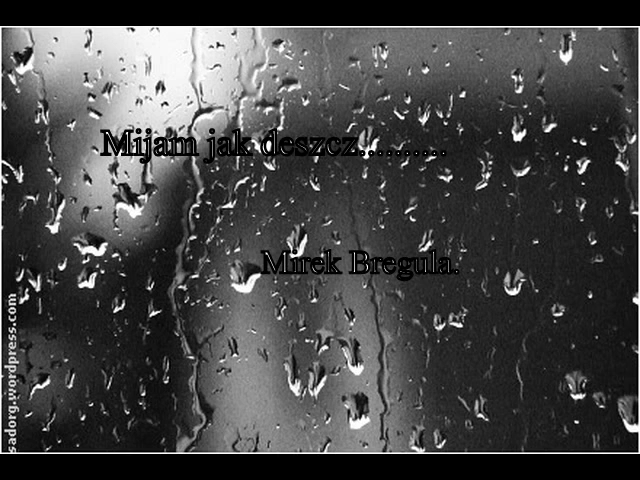 Mijam jak deszcz..........
Mirek Bregula.
sadorg.wordpress.com